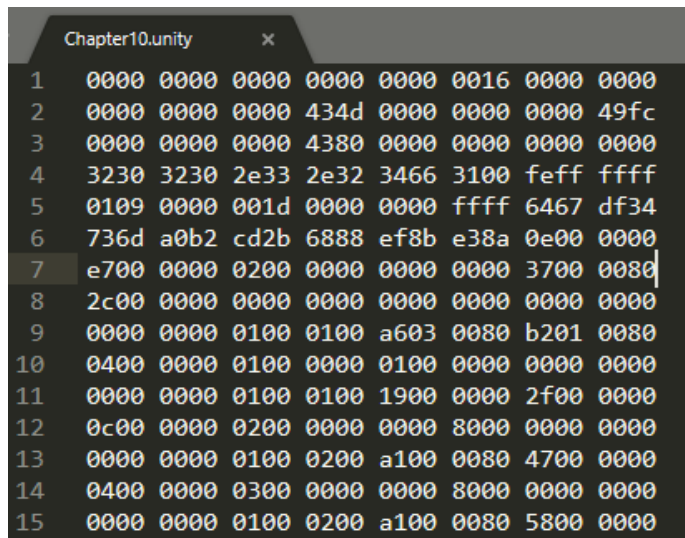 Chapter10.unity ×
1 0000 0000 0000 0000 0000 0016 0000 0000
2 0000 0000 0000 434d 0000 0000 0000 49fc
3 0000 0000 0000 4380 0000 0000 0000 0000
4 3230 3230 2e33 2e32 3466 3100 feff ffff
5 0109 0000 001d 0000 0000 ffff 6467 df34
6 736d a0b2 cd2b 6888 ef8b e38a 0e00 0000
7 e700 0000 0200 0000 0000 0000 3700 0080
8 2c00 0000 0000 0000 0000 0000 0000 0000
9 0000 0000 0100 0100 a603 0080 b201 0080
10 0400 0000 0100 0000 0100 0000 0000 0000
11 0000 0000 0100 0100 1900 0000 2f00 0000
12 0c00 0000 0200 0000 0000 8000 0000 0000
13 0000 0000 0100 0200 a100 0080 4700 0000
14 0400 0000 0300 0000 0000 8000 0000 0000
15 0000 0000 0100 0200 a100 0080 5800 0000